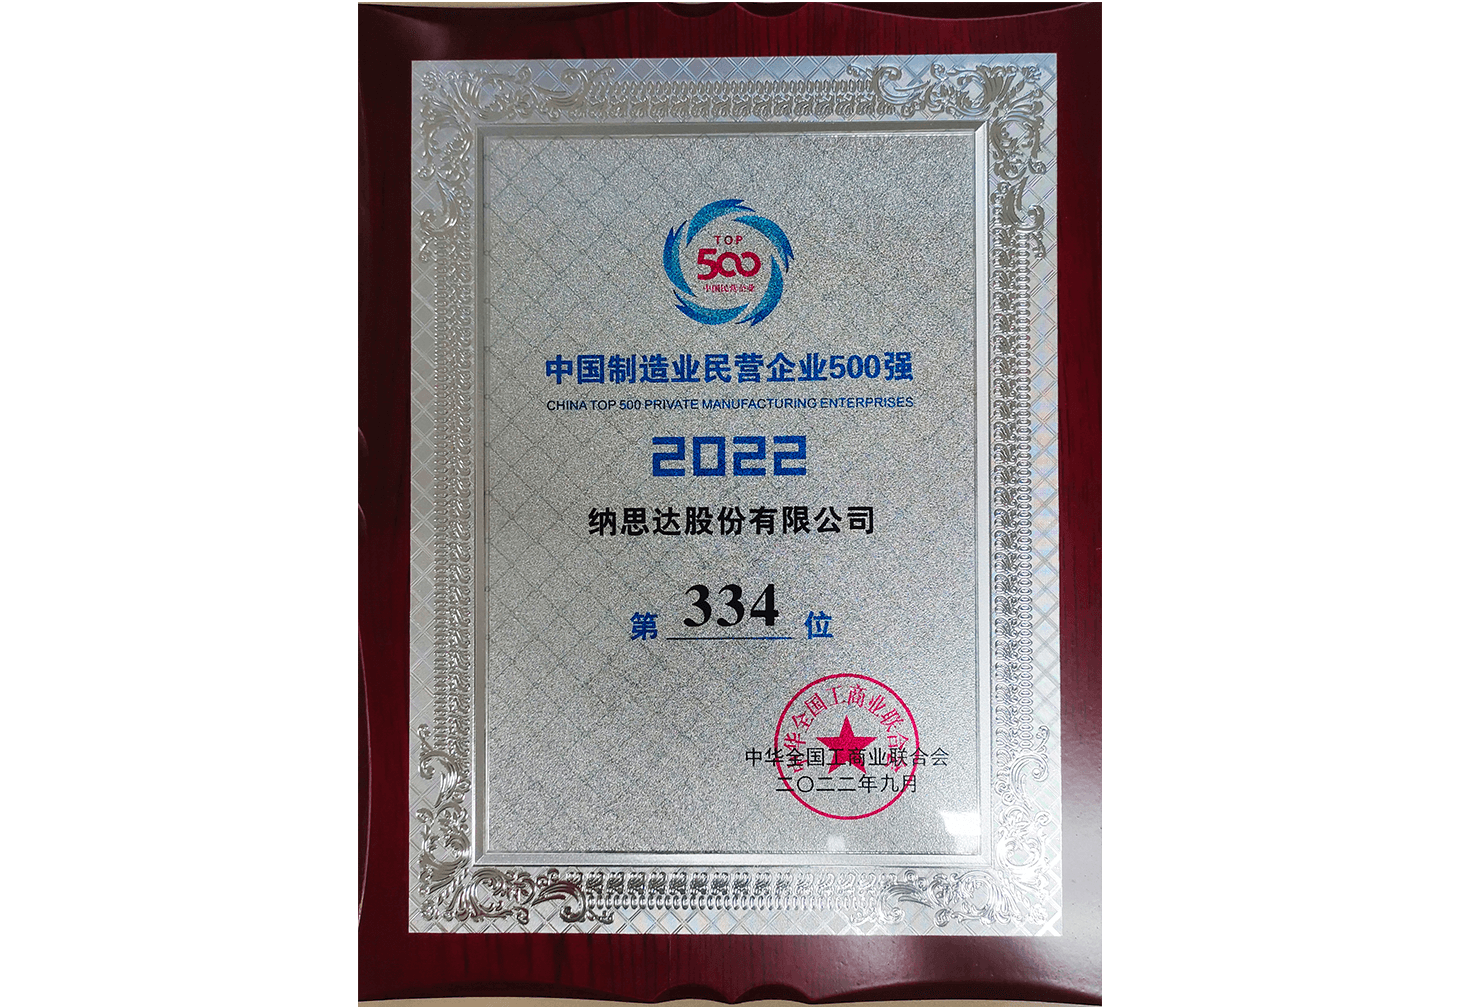 TOP
500
中国民营企业
中国制造业民营企业500强
CHINA TOP 500 PRIVATE MANUFACTURING ENTERPRISES
2022
纳思达股份有限公司
第 334 位
中华全国工商业联合会
中华全国工商业联合会
二〇二二年九月